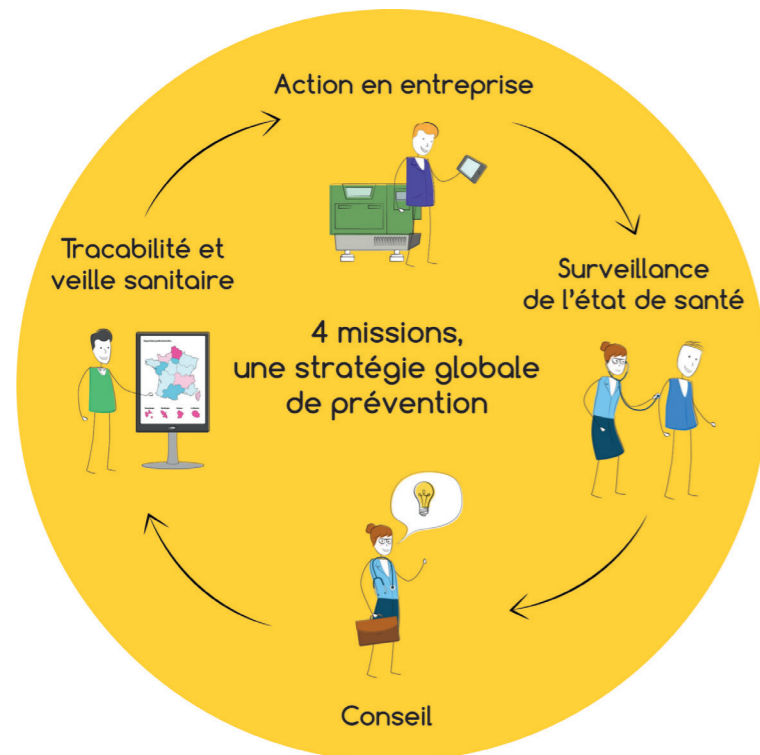 Action en entreprise
Tracabilité et
veille sanitaire
Surveillance
de l'état de santé
4 missions,
une stratégie globale
de prévention
Conseil